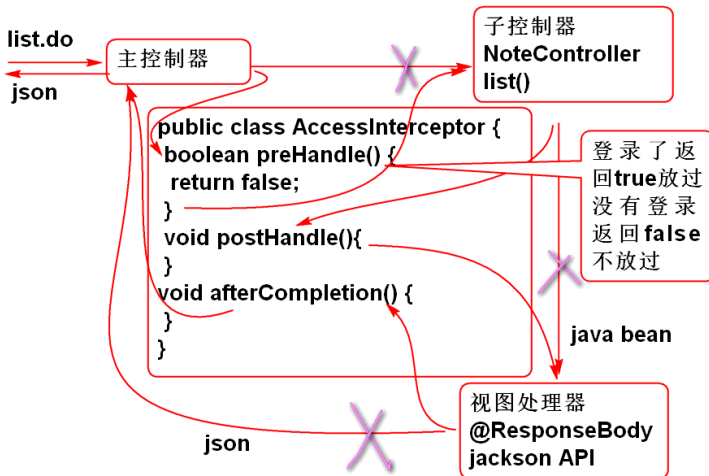 list.do
json
主控制器
子控制器
NoteController
list()
public class AccessInterceptor {
boolean preHandle() {
return false;
}
void postHandle(){
}
void afterCompletion() {
}
}
登录了返
回true放过
没有登录
返回false
不放过
java bean
视图处理器
@ResponseBody
jackson API
json